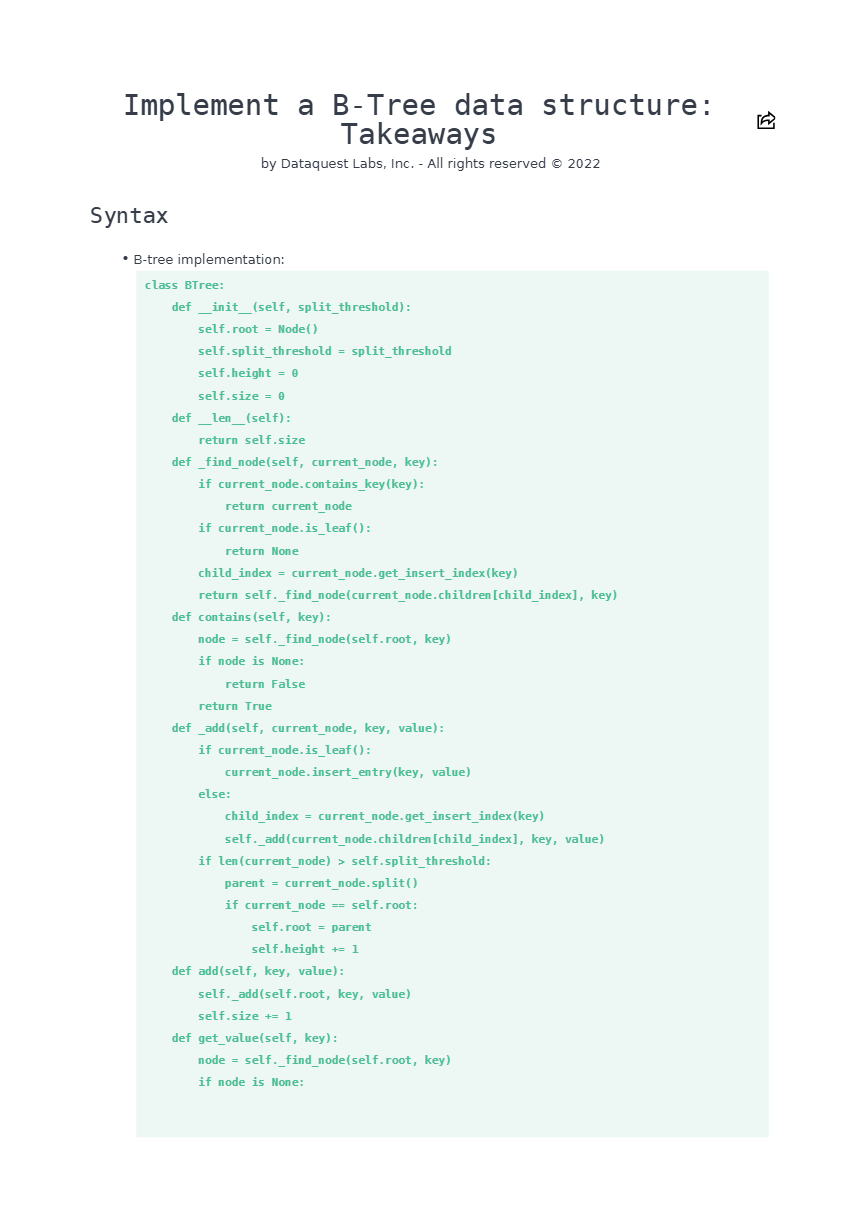 Implement a B-Tree data structure:
Takeaways
by Dataquest Labs, Inc. - All rights reserved © 2022
Syntax
• B-tree implementation:
class BTree:
    def __init__(self, split_threshold):
        self.root = Node()
        self.split_threshold = split_threshold
        self.height = 0
        self.size = 0
    def __len__(self):
        return self.size
    def _find_node(self, current_node, key):
        if current_node.contains_key(key):
            return current_node
        if current_node.is_leaf():
            return None
        child_index = current_node.get_insert_index(key)
        return self._find_node(current_node.children[child_index], key)
    def contains(self, key):
        node = self._find_node(self.root, key)
        if node is None:
            return False
        return True
    def _add(self, current_node, key, value):
        if current_node.is_leaf():
            current_node.insert_entry(key, value)
        else:
            child_index = current_node.get_insert_index(key)
            self._add(current_node.children[child_index], key, value)
        if len(current_node) > self.split_threshold:
            parent = current_node.split()
            if current_node == self.root:
                self.root = parent
                self.height += 1
    def add(self, key, value):
        self._add(self.root, key, value)
        self.size += 1
    def get_value(self, key):
        node = self._find_node(self.root, key)
        if node is None: